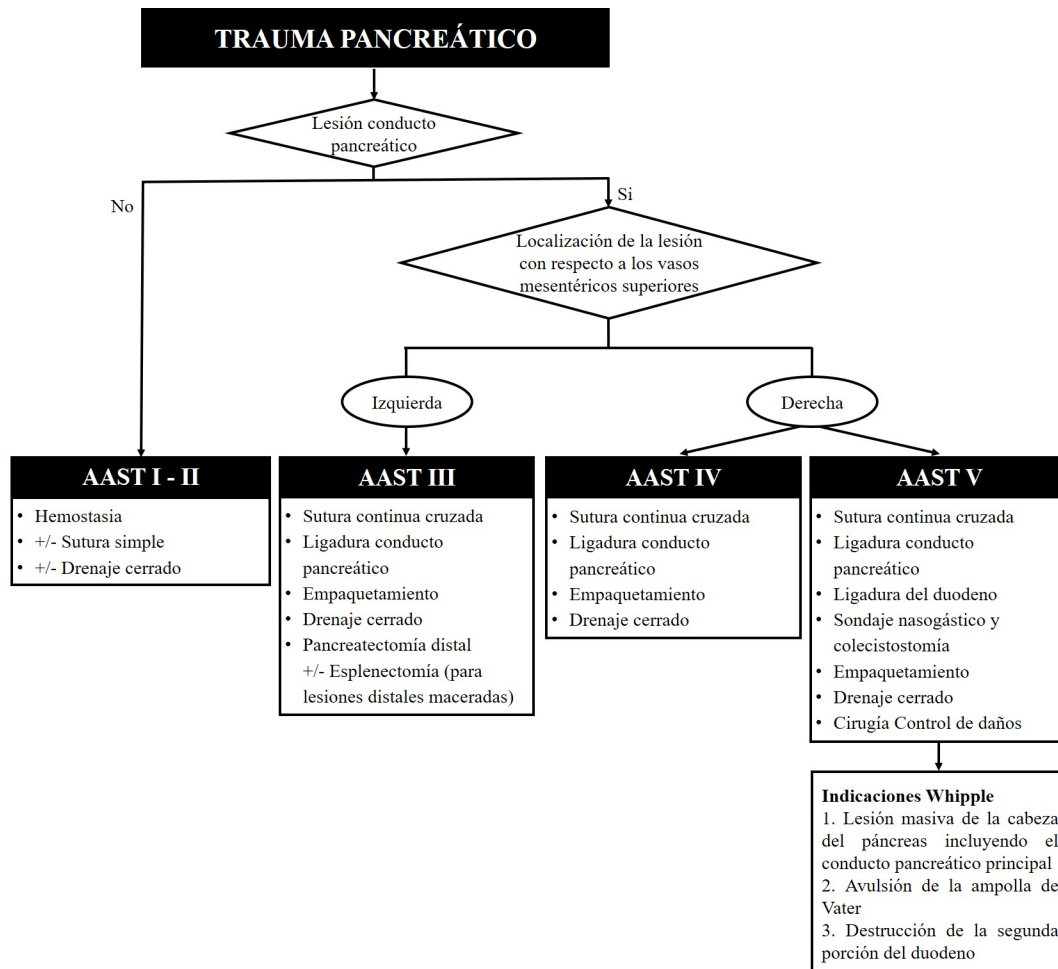 TRAUMA PANCREÁTICO
Lesión conducto
pancreático
No
Si
Localización de la lesión
con respecto a los vasos
mesentéricos superiores
Izquierda
Derecha
AAST I - II
• Hemostasia
• +/- Sutura simple
• +/- Drenaje cerrado
AAST III
• Sutura continua cruzada
• Ligadura conducto
pancreático
• Empaquetamiento
• Drenaje cerrado
• Pancreatectomía distal
+/- Esplenectomía (para
lesiones distales maceradas)
AAST IV
• Sutura continua cruzada
• Ligadura conducto
pancreático
• Empaquetamiento
• Drenaje cerrado
AAST V
• Sutura continua cruzada
• Ligadura conducto
pancreático
• Ligadura del duodeno
• Sondaje nasogástico y
colecistostomía
• Empaquetamiento
• Drenaje cerrado
• Cirugía Control de daños
Indicaciones Whipple
1. Lesión masiva de la cabeza
del páncreas incluyendo el
conducto pancreático principal
2. Avulsión de la ampolla de
Vater
3. Destrucción de la segunda
porción del duodeno